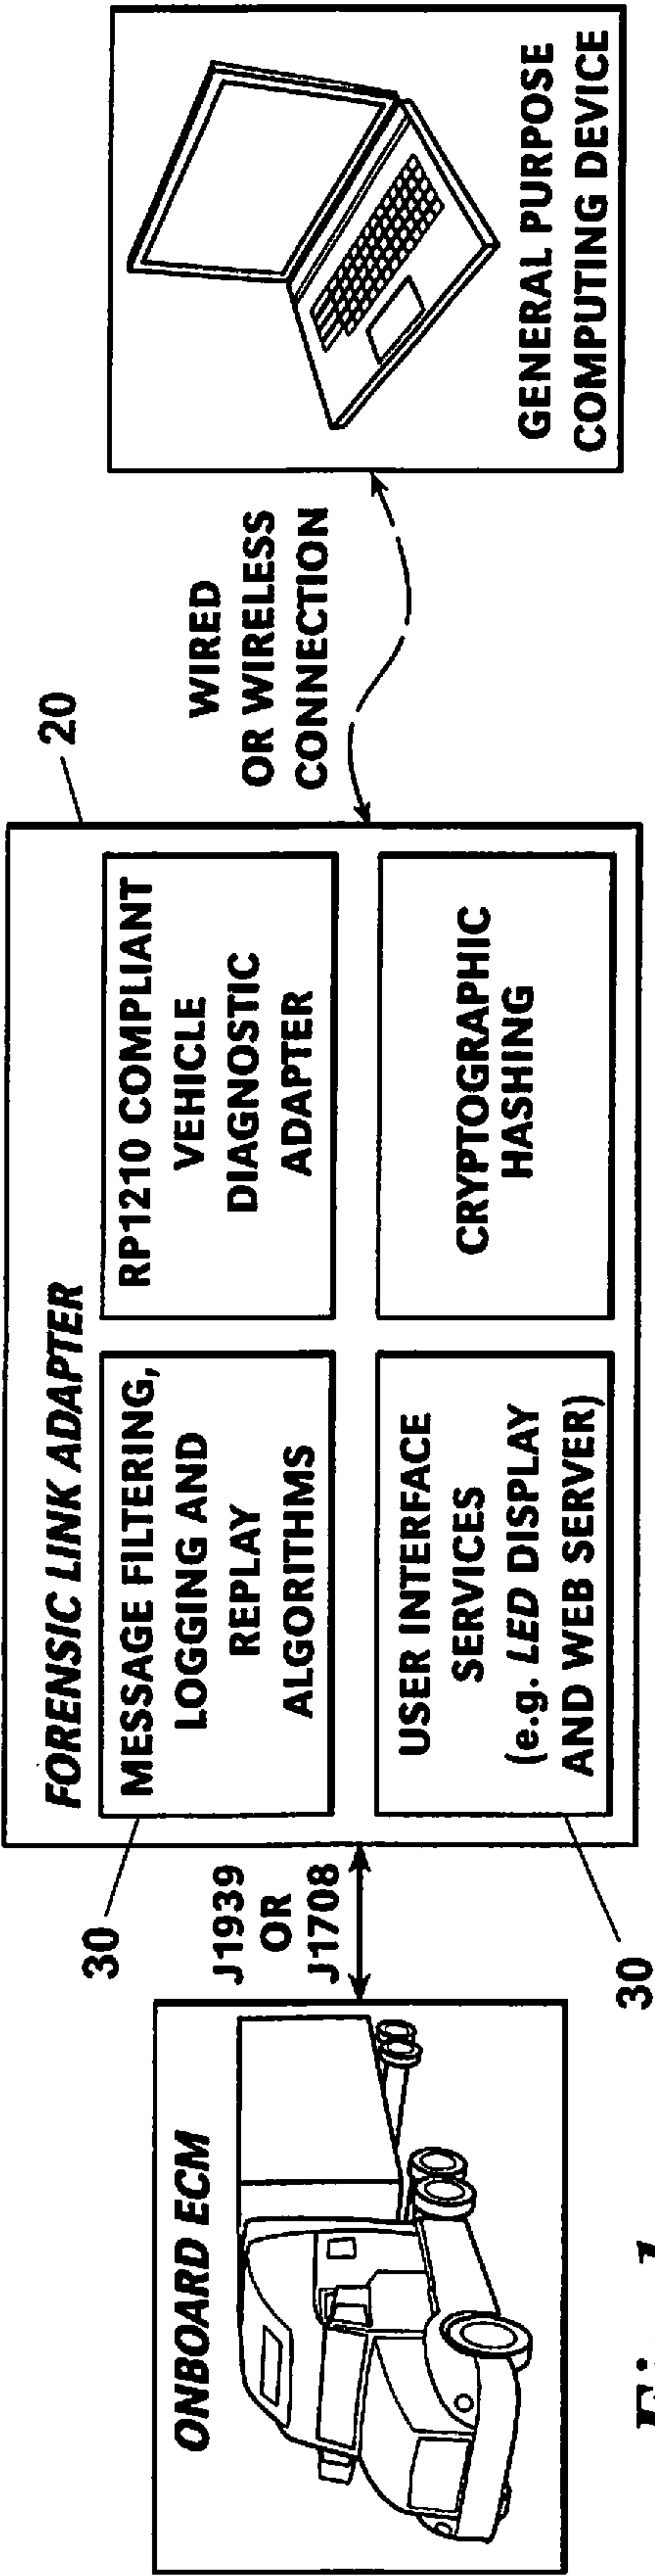 ONBOARD ECM
J1939
OR
J1708
FORENSIC LINK ADAPTER
20
30
MESSAGE FILTERING,
LOGGING AND
REPLAY
ALGORITHMS
RP1210 COMPLIANT
VEHICLE
DIAGNOSTIC
ADAPTER
USER INTERFACE
SERVICES
(e.g. LED DISPLAY
AND WEB SERVER)
CRYPTOGRAPHIC
HASHING
30
WIRED
OR WIRELESS
CONNECTION
GENERAL PURPOSE
COMPUTING DEVICE